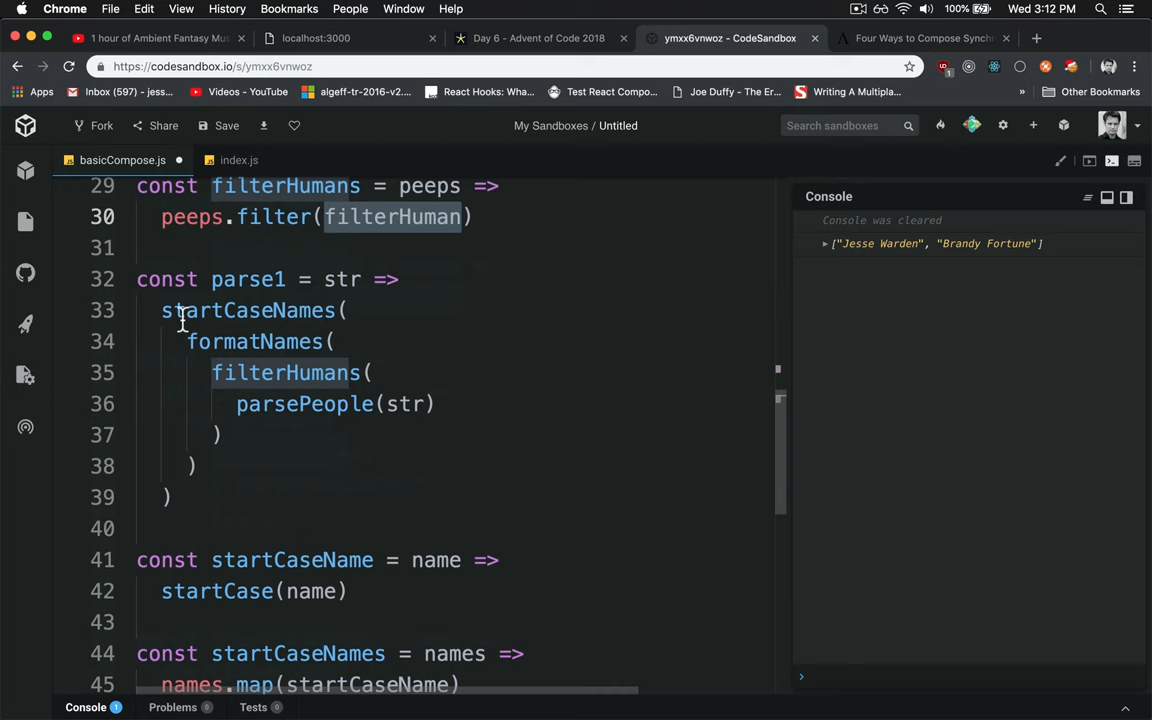 Chrome File Edit View History Bookmarks People Window Help 100% Wed 3:12 PM
1 hour of Ambient Fantasy Mus localhost:3000 Day 6 - Advent of Code 2018 ymxx6vnwoz - CodeSandbox Four Ways to Compose Synchr
https://codesandbox.io/s/ymxx6vnwoz
Apps Inbox (597) - jess... Videos - YouTube algeff-tr-2016-v2... React Hooks: Wha... Test React Compo... Joe Duffy - The Er... Writing A Multipla... » Other Bookmarks
Fork Share Save My Sandboxes / Untitled Search sandboxes
basicCompose.js index.js
29 const filterHumans = peeps =>
30 peeps.filter(filterHuman)
31
32 const parse1 = str =>
33 startCaseNames(
34 formatNames(
35 filterHumans(
36 parsePeople(str)
37 )
38 )
39 )
40
41 const startCaseName = name =>
42 startCase(name)
43
44 const startCaseNames = names =>
45 names.map(startCaseName)
Console
Console was cleared
["Jesse Warden", "Brandy Fortune"]
›
Console 1 Problems 0 Tests 0